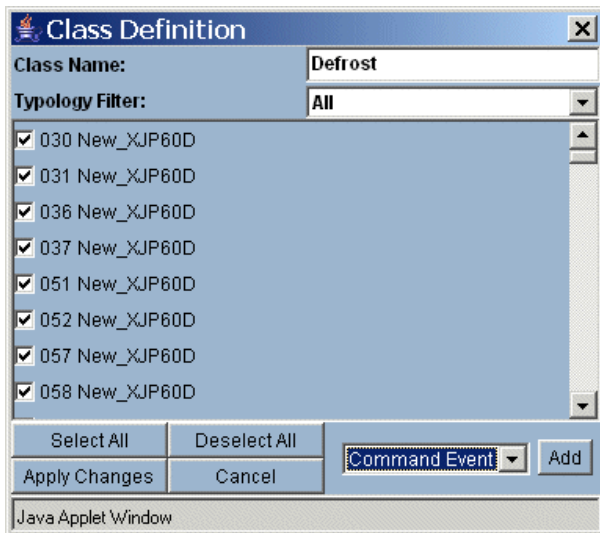 Class Definition
Class Name: Defrost
Typology Filter: All
030 New_XJP60D
031 New_XJP60D
036 New_XJP60D
037 New_XJP60D
051 New_XJP60D
052 New_XJP60D
057 New_XJP60D
058 New_XJP60D
Select All Deselect All
Command Event Add
Apply Changes Cancel
Java Applet Window